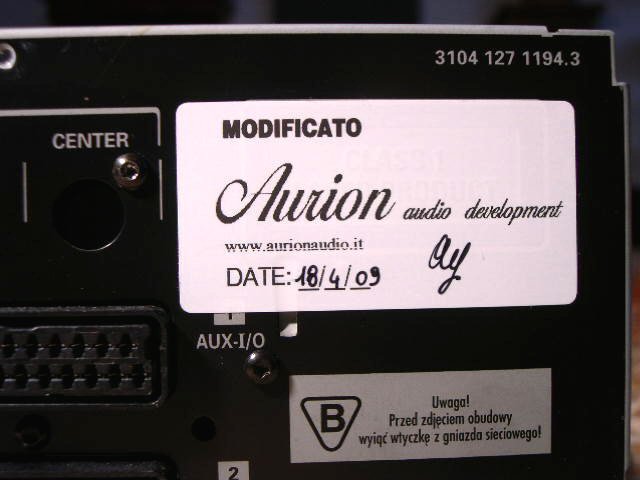 3104 127 1194.3
CENTER
MODIFICATO
Aurion audio development
www.aurionaudio.it
DATE: 18/4/09
1
AUX-I/O
B
Uwaga!
Przed zdjęciem obudowy
wyjąć wtyczkę z gniazda sieciowego!
2